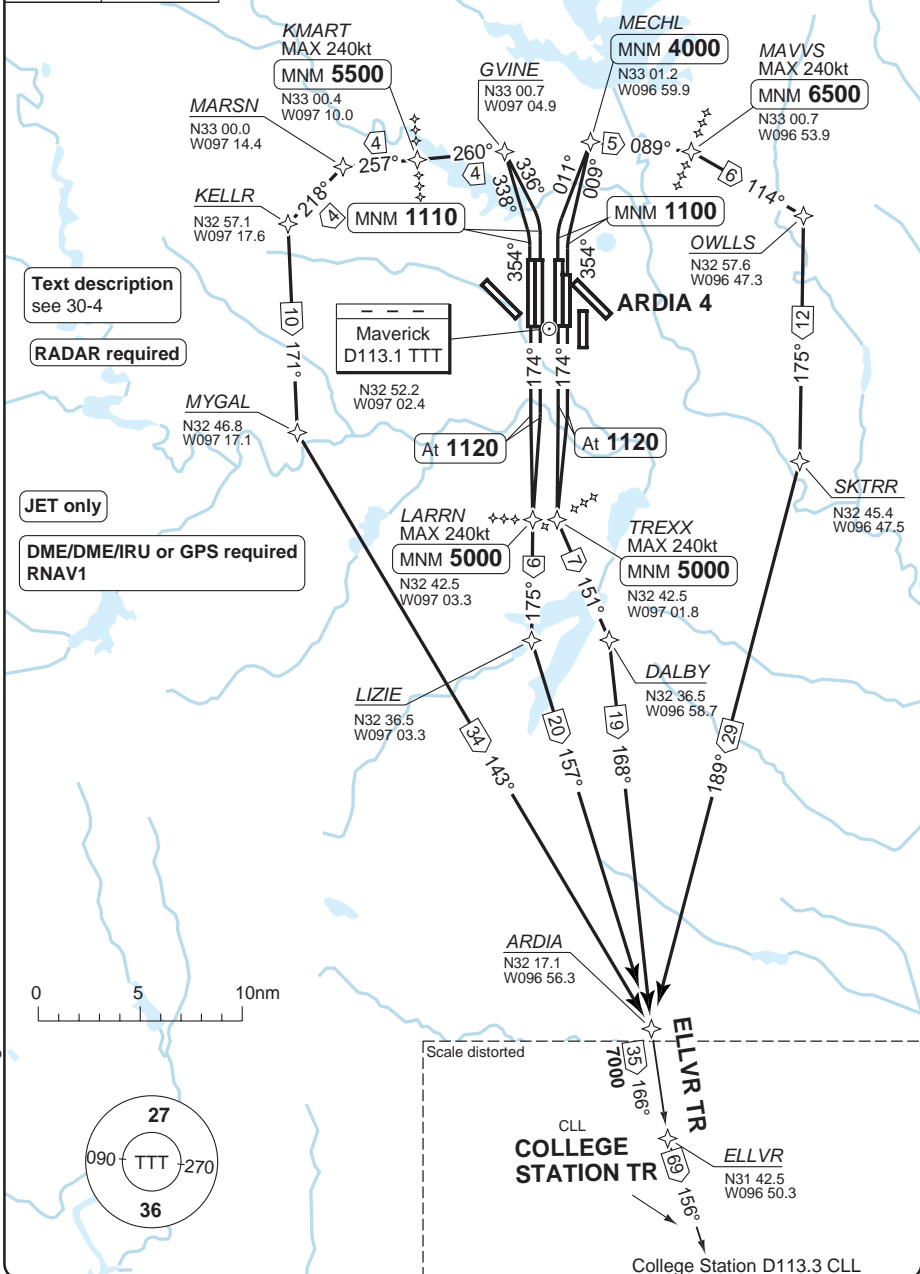 KMART
MAX 240kt
MNM 5500
N33 00.4
W097 10.0
MECHL
MNM 4000
N33 01.2
W096 59.9
MAVVS
MAX 240kt
MNM 6500
N33 00.7
W096 53.9
GVINE
N33 00.7
W097 04.9
MARSN
N33 00.0
W097 14.4
4
257°
260°
4
5
089°
6
114°
336°
338°
011°
009°
KELLR
N32 57.1
W097 17.6
218°
4
MNM 1110
MNM 1100
OWLLS
N32 57.6
W096 47.3
354°
354°
Text description
see 30-4
ARDIA 4
10
171°
12
175°
Maverick
D113.1 TTT
N32 52.2
W097 02.4
RADAR required
174°
174°
MYGAL
N32 46.8
W097 17.1
At 1120
At 1120
SKTRR
N32 45.4
W096 47.5
JET only
LARRN
MAX 240kt
MNM 5000
N32 42.5
W097 03.3
TREXX
MAX 240kt
MNM 5000
N32 42.5
W097 01.8
DME/DME/IRU or GPS required
RNAV1
6
175°
7
151°
DALBY
N32 36.5
W096 58.7
LIZIE
N32 36.5
W097 03.3
34
143°
20
157°
19
168°
29
189°
ARDIA
N32 17.1
W096 56.3
0 5 10nm
Scale distorted
35
7000
166°
ELLVR TR
27
090 TTT 270
36
CLL
COLLEGE
STATION TR
ELLVR
N31 42.5
W096 50.3
69
156°
College Station D113.3 CLL